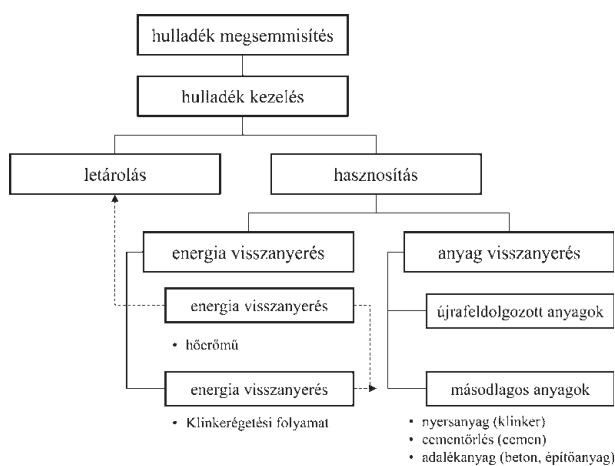 hulladék megsemmisítés
hulladék kezelés
letárolás
hasznosítás
energia visszanyerés
anyag visszanyerés
energia visszanyerés
• hőerőmű
újrafeldolgozott anyagok
energia visszanyerés
• Klinkerégetési folyamat
másodlagos anyagok
• nyersanyag (klinker)
• cementőrlés (cemen)
• adalékanyag (beton, építőanyag)